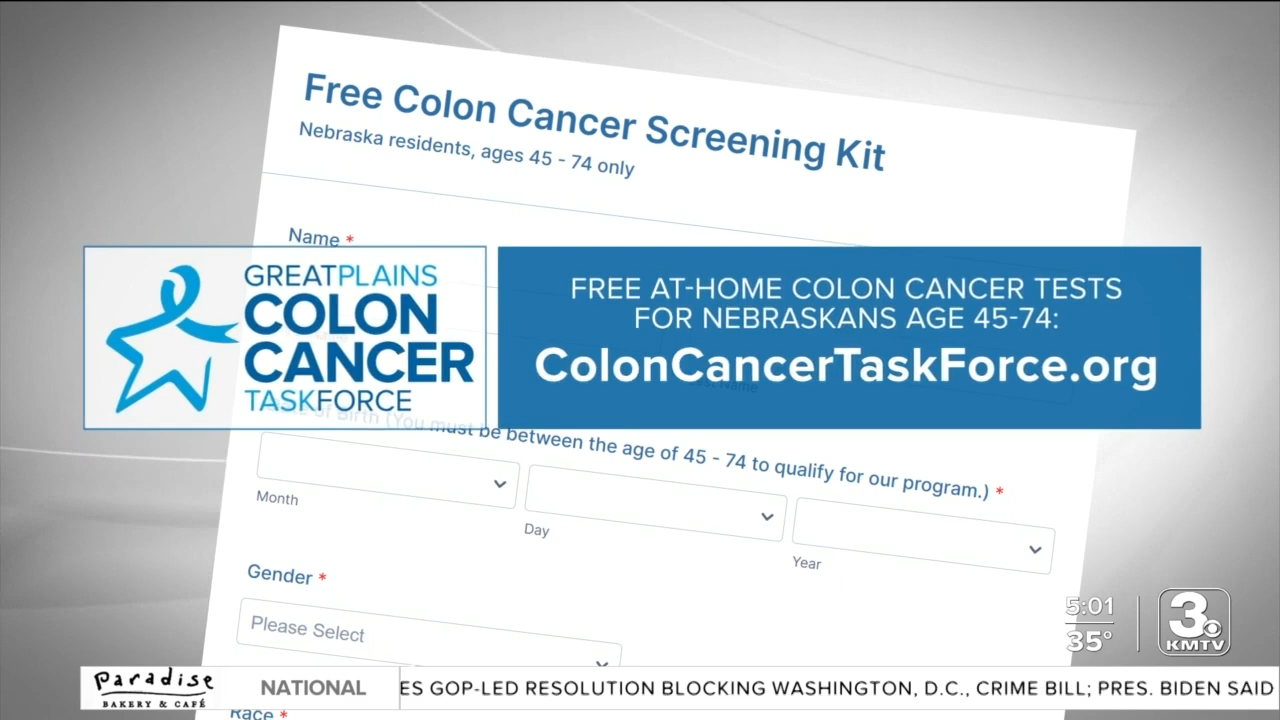 Free Colon Cancer Screening Kit
Nebraska residents, ages 45 - 74 only
Name *
GREATPLAINS
COLON
CANCER
TASKFORCE
FREE AT-HOME COLON CANCER TESTS
FOR NEBRASKANS AGE 45-74:
ColonCancerTaskForce.org
Name
of Birth (You must be between the age of 45 - 74 to qualify for our program.) *
Month
Day
Year
Gender *
Please Select
5:01
35°
3
KMTV
Paradise
BAKERY & CAFÉ
NATIONAL
ES GOP-LED RESOLUTION BLOCKING WASHINGTON, D.C., CRIME BILL; PRES. BIDEN SAID
Race *